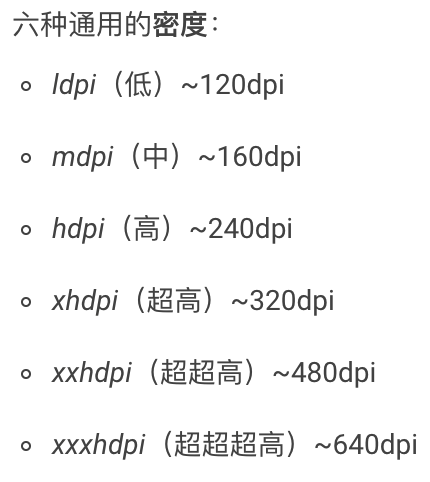 六种通用的密度：
ldpi（低）~120dpi
mdpi（中）~160dpi
hdpi（高）~240dpi
xhdpi（超高）~320dpi
xxhdpi（超超高）~480dpi
xxxhdpi（超超超高）~640dpi